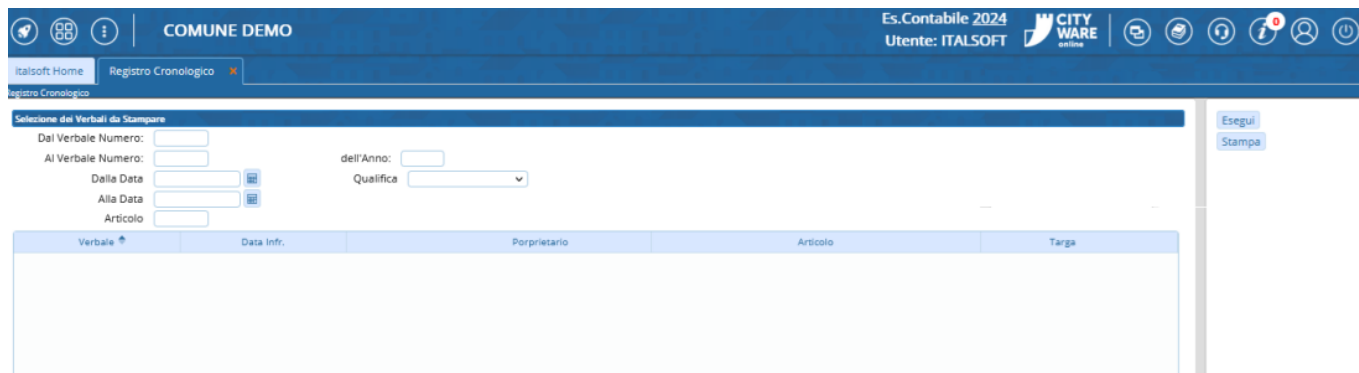 COMUNE DEMO
Es.Contabile 2024
Utente: ITALSOFT
CITY
WARE
online
0
italsoft Home
Registro Cronologico ×
Registro Cronologico
Selezione dei Verbali da Stampare
Dal Verbale Numero:
Al Verbale Numero: dell'Anno:
Dalla Data Qualifica
Alla Data
Articolo
Verbale Data Infr. Porprietario Articolo Targa
Esegui
Stampa